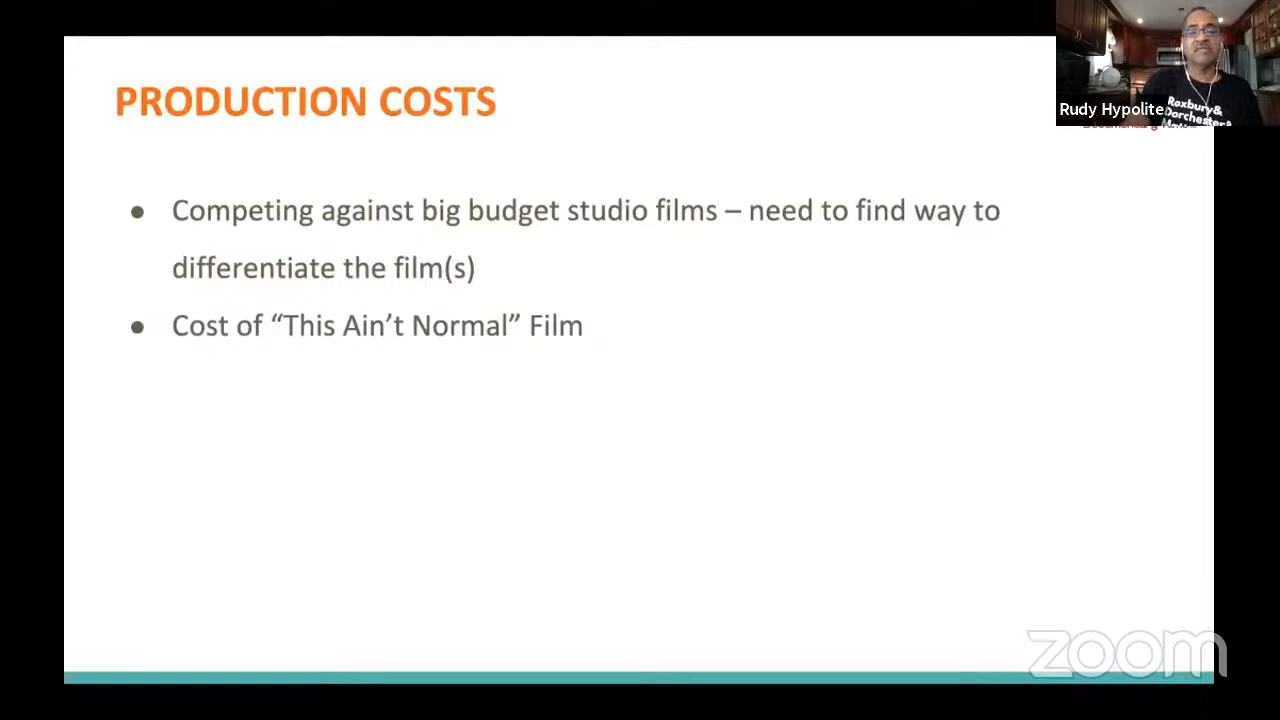 PRODUCTION COSTS
Rudy Hypolite
Roxbury&
Dorchester&
● Competing against big budget studio films – need to find way to
differentiate the film(s)
● Cost of “This Ain’t Normal” Film
zoom